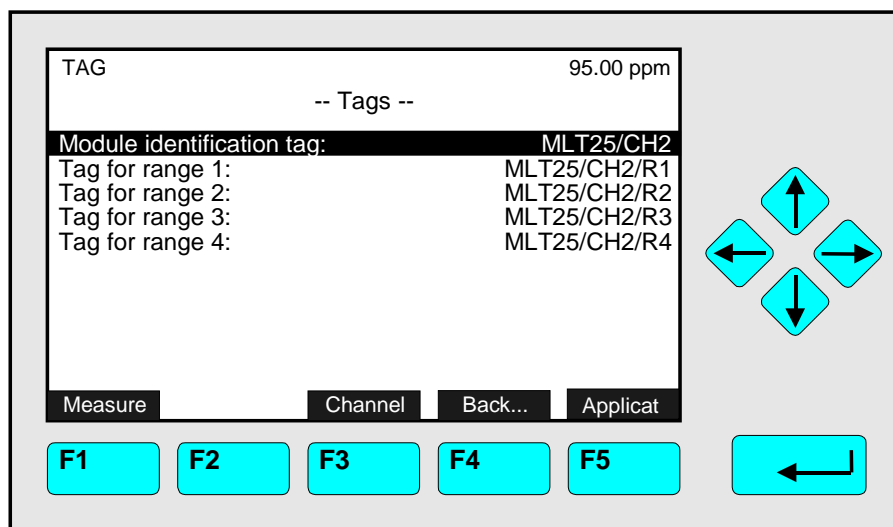 TAG 95.00 ppm
-- Tags --
Module identification tag: MLT25/CH2
Tag for range 1: MLT25/CH2/R1
Tag for range 2: MLT25/CH2/R2
Tag for range 3: MLT25/CH2/R3
Tag for range 4: MLT25/CH2/R4
Measure Channel Back... Applicat
F1 F2 F3 F4 F5